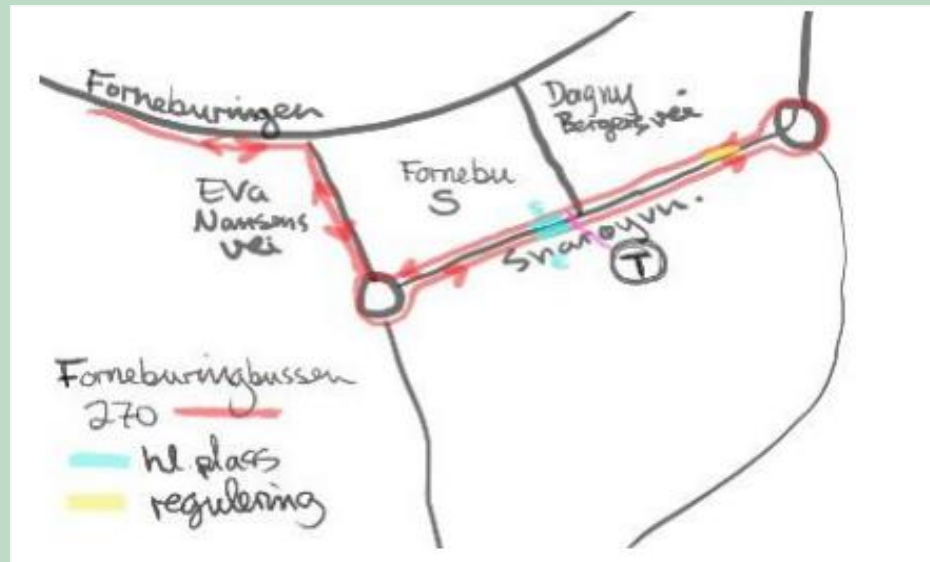 Forneburingen
Dagny
Bergers vei
Fornebu
S
Eva
Nansens
vei
Snarøyvn.
T
Forneburingbussen
270
hl. plass
regulering